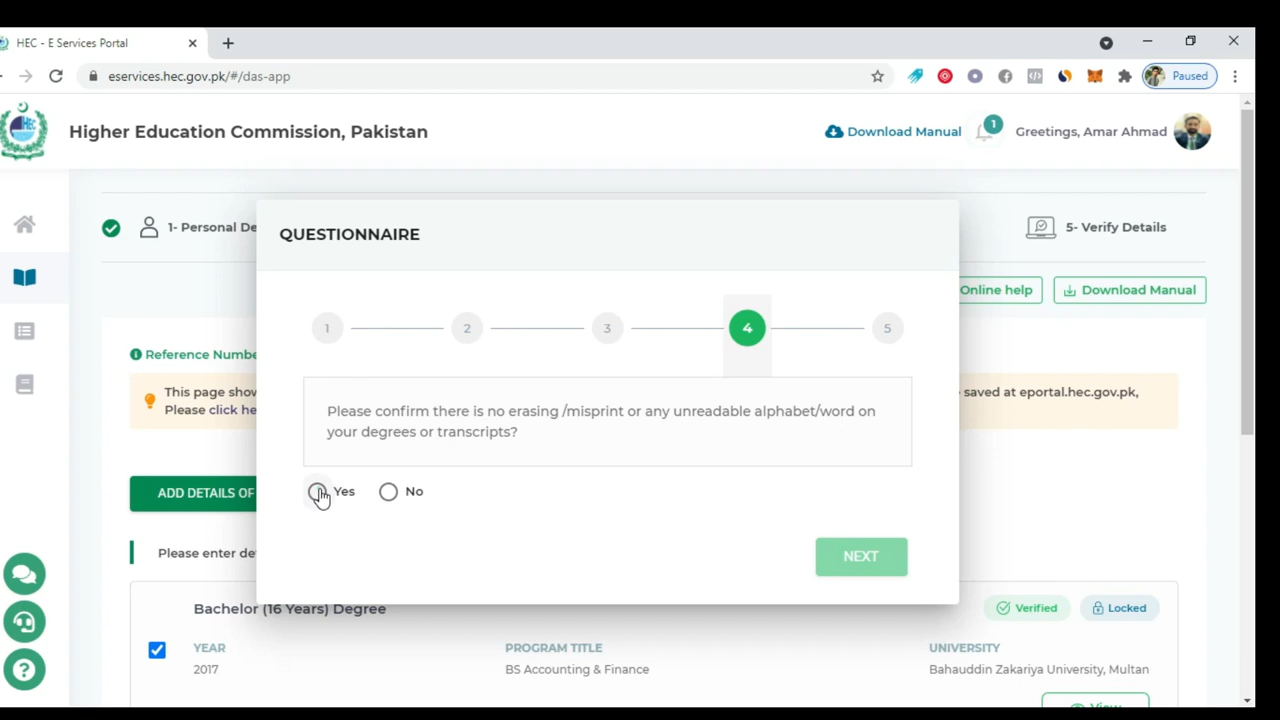 HEC - E Services Portal
eservices.hec.gov.pk/#/das-app
Paused
HEC
Higher Education Commission, Pakistan
Download Manual
1
Greetings, Amar Ahmad
1- Personal De
5- Verify Details
Online help
Download Manual
QUESTIONNAIRE
1
2
3
4
5
Reference Numbe
This page show
saved at eportal.hec.gov.pk,
Please click he
Please confirm there is no erasing /misprint or any unreadable alphabet/word on
your degrees or transcripts?
Yes
No
ADD DETAILS OF
NEXT
Please enter de
Bachelor (16 Years) Degree
Verified
Locked
YEAR
PROGRAM TITLE
UNIVERSITY
2017
BS Accounting & Finance
Bahauddin Zakariya University, Multan
View